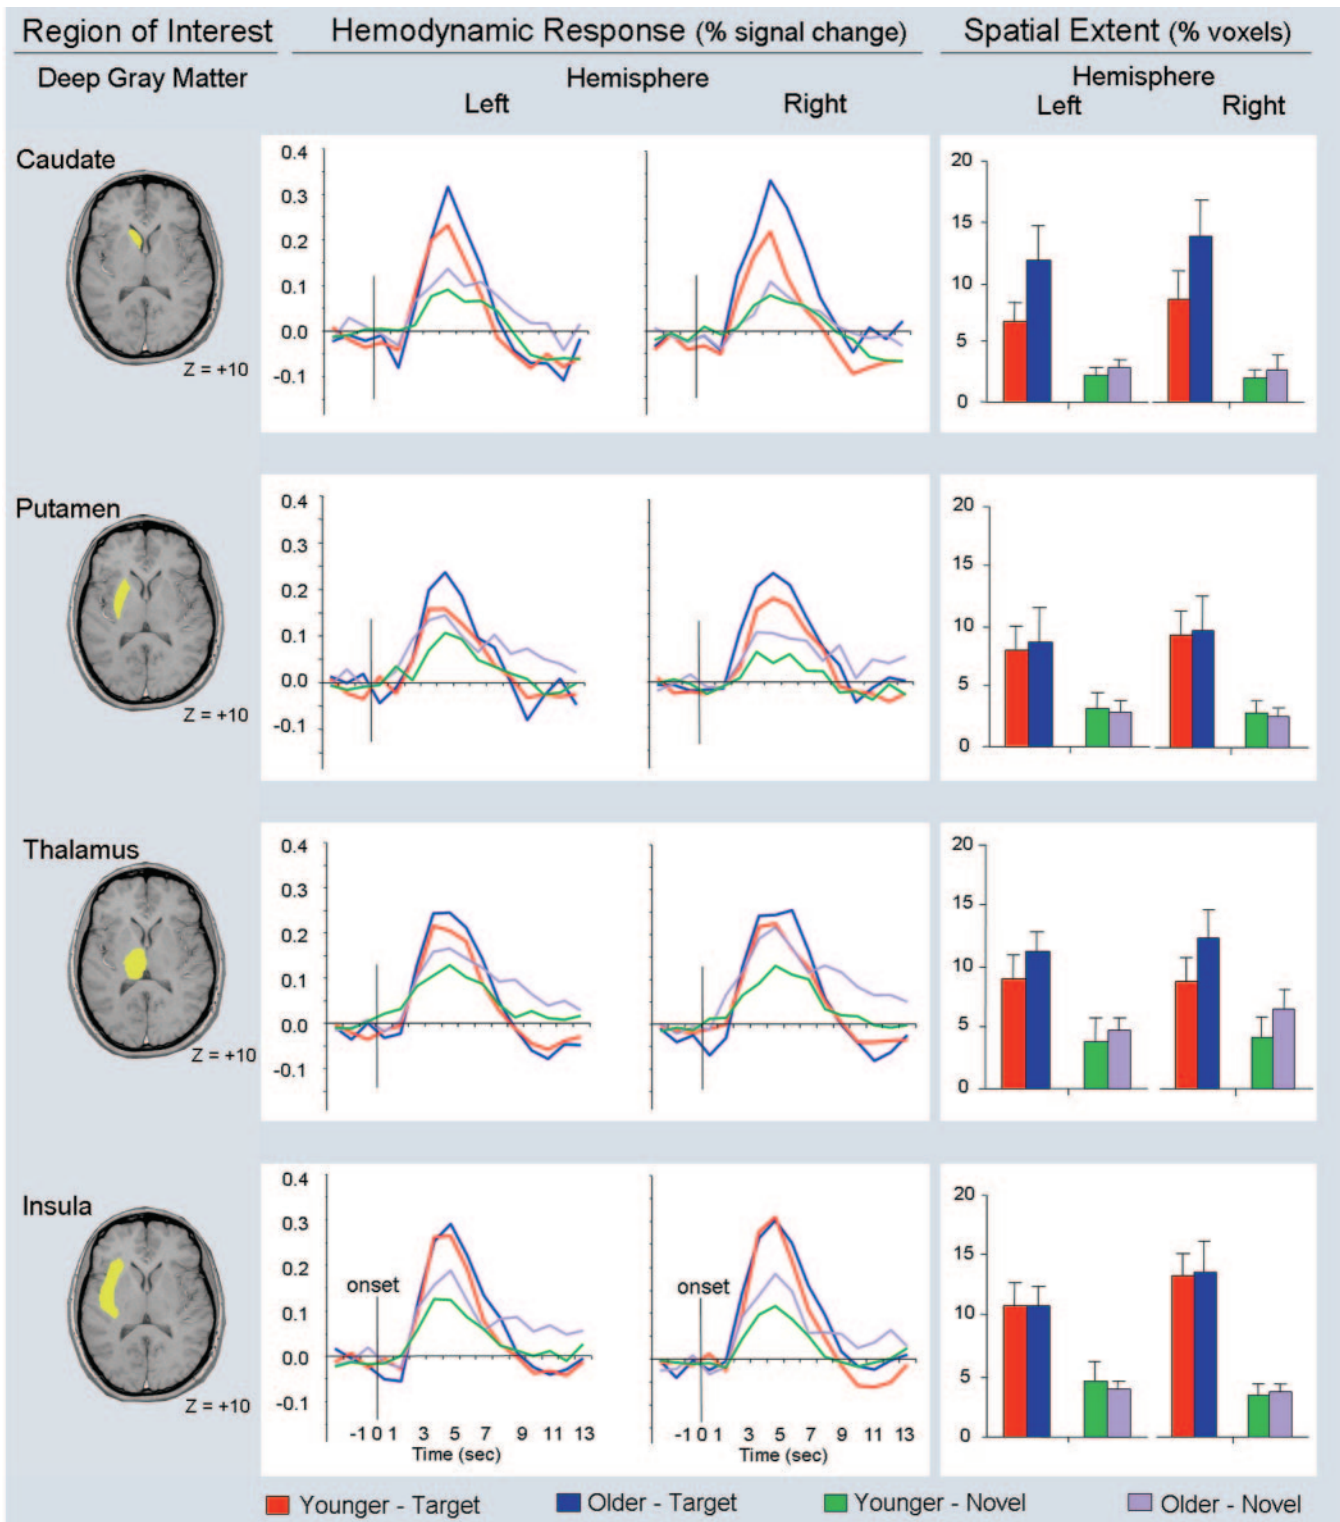 Region of Interest Hemodynamic Response (% signal change) Spatial Extent (% voxels)
Deep Gray Matter Hemisphere Hemisphere
Left Right Left Right
Caudate
0.4
0.3
0.2
0.1
0.0
-0.1
20
15
10
5
0
Z = +10
Putamen
0.4
0.3
0.2
0.1
0.0
-0.1
20
15
10
5
0
Z = +10
Thalamus
0.4
0.3
0.2
0.1
0.0
-0.1
20
15
10
5
0
Z = +10
Insula
0.4
0.3
0.2
0.1
0.0
-0.1
onset onset
20
15
10
5
0
Z = +10
-1 0 1 3 5 7 9 11 13 -1 0 1 3 5 7 9 11 13
Time (sec) Time (sec)
Younger - Target Older - Target Younger - Novel Older - Novel